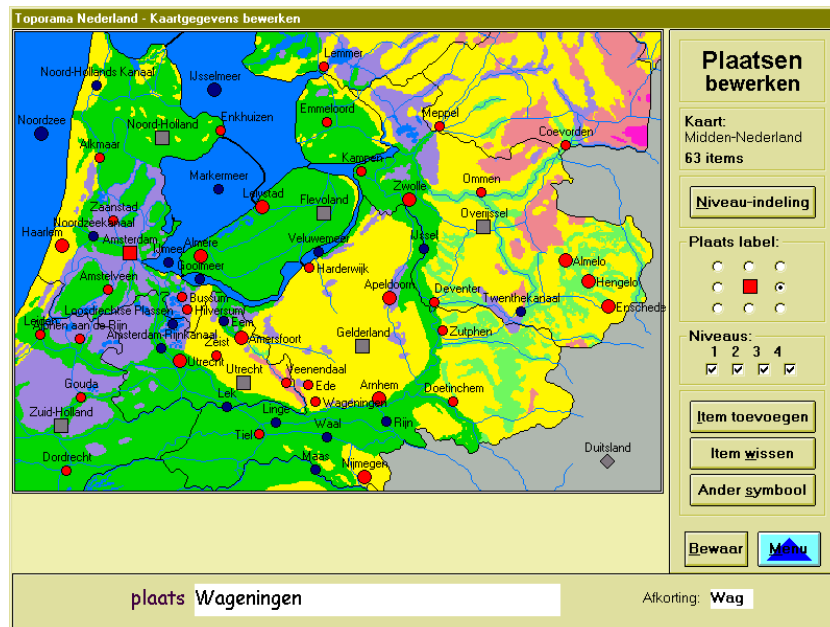 Toporama Nederland - Kaartgegevens bewerken
Lemmer
Noord-Hollands Kanaal
IJsselmeer
Noordzee
Noord-Holland
Enkhuizen
Emmeloord
Meppel
Coevorden
Alkmaar
Kampen
Markermeer
Zwolle
Ommen
Lelystad
Flevoland
Zaanstad
Noordzeekanaal
Overijssel
Haarlem
Amsterdam
IJmeer
Almere
Veluwemeer
IJssel
Gooimeer
Harderwijk
Almelo
Amstelveen
Apeldoorn
Hengelo
Bussum
Deventer
Twenthekanaal
Enschede
Loosdrechtse Plassen
Hilversum
Leiden
Alphen aan de Rijn
Eem
Amsterdam-Rijnkanaal
Amersfoort
Gelderland
Zutphen
Zeist
Utrecht
Veenendaal
Utrecht
Ede
Gouda
Arnhem
Doetinchem
Wageningen
Lek
Zuid-Holland
Linge
Waal
Rijn
Tiel
Duitsland
Dordrecht
Maas
Nijmegen
Plaatsen
bewerken
Kaart:
Midden-Nederland
63 items
Niveau-indeling
Plaats label:
Niveaus:
1 2 3 4
Item toevoegen
Item wissen
Ander symbool
Bewaar
Menu
plaats Wageningen
Afkorting: Wag